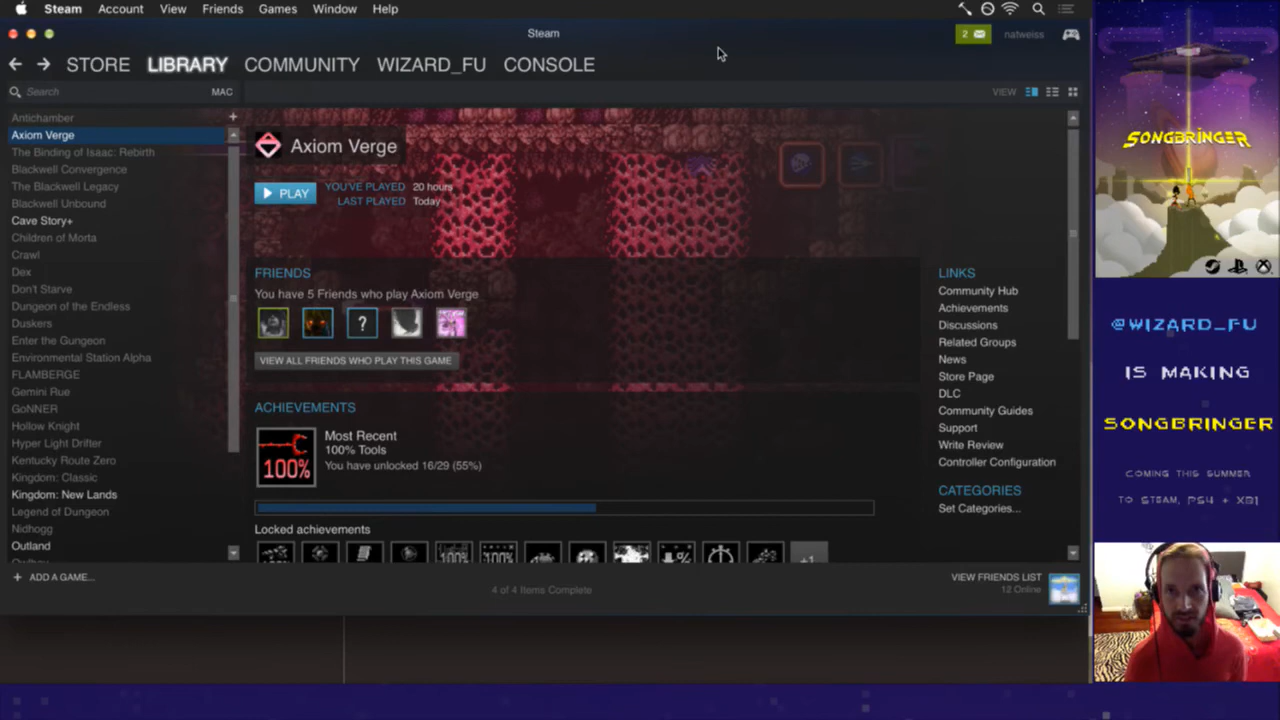 Steam Account View Friends Games Window Help
Steam
2 natweiss
STORE LIBRARY COMMUNITY WIZARD_FU CONSOLE
Search MAC VIEW
Antichamber
Axiom Verge
The Binding of Isaac: Rebirth
Blackwell Convergence
The Blackwell Legacy
Blackwell Unbound
Cave Story+
Children of Morta
Crawl
Dex
Don't Starve
Dungeon of the Endless
Duskers
Enter the Gungeon
Environmental Station Alpha
FLAMBERGE
Gemini Rue
GoNNER
Hollow Knight
Hyper Light Drifter
Kentucky Route Zero
Kingdom: Classic
Kingdom: New Lands
Legend of Dungeon
Nidhogg
Outland
+ ADD A GAME...
Axiom Verge
PLAY
YOU'VE PLAYED 20 hours
LAST PLAYED Today
FRIENDS
You have 5 Friends who play Axiom Verge
?
VIEW ALL FRIENDS WHO PLAY THIS GAME
ACHIEVEMENTS
100%
Most Recent
100% Tools
You have unlocked 16/29 (55%)
Locked achievements
100% 100% +1
4 of 4 Items Complete
LINKS
Community Hub
Achievements
Discussions
Related Groups
News
Store Page
DLC
Community Guides
Support
Write Review
Controller Configuration
CATEGORIES
Set Categories...
VIEW FRIENDS LIST
12 Online
SONGBRINGER
@WIZARD_FU
IS MAKING
SONGBRINGER
COMING THIS SUMMER
TO STEAM, PS4 + XB1